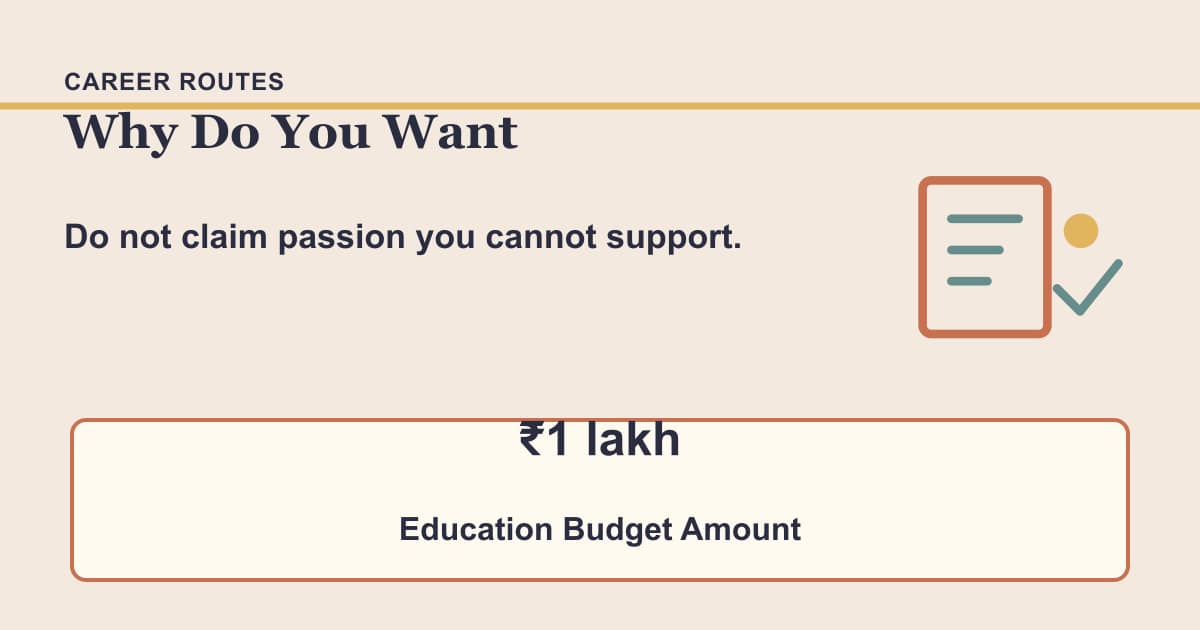 CAREER ROUTES
Why Do You Want
Do not claim passion you cannot support.
₹1 lakh
Education Budget Amount